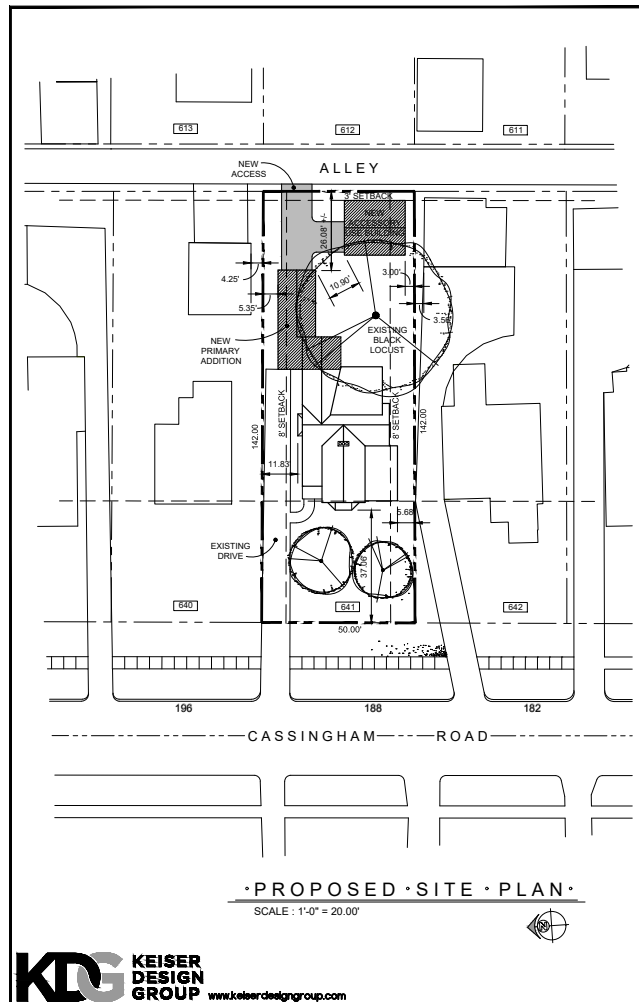 613
612
611
NEW
ACCESS
ALLEY
3' SETBACK
NEW
ACCESSORY
USE BUILDING
26.08' +/-
4.25'
10.90'
3.00'
5.35'
3.56'
EXISTING
BLACK
LOCUST
NEW
PRIMARY
ADDITION
8' SETBACK
8' SETBACK
142.00
142.00
11.83'
5.68'
EXISTING
DRIVE
37.06'
640
641
642
50.00'
196
188
182
CASSINGHAM ROAD
PROPOSED SITE PLAN
SCALE : 1'-0" = 20.00'
N
KDG
KEISER
DESIGN
GROUP www.keiserdesigngroup.com